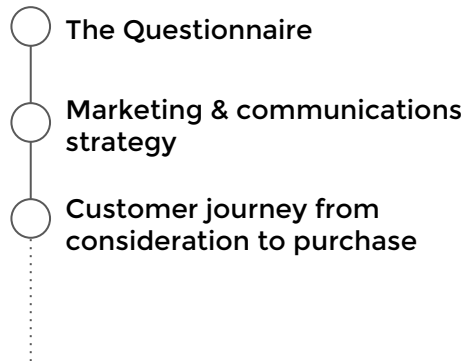 The Questionnaire
Marketing & communications
strategy
Customer journey from
consideration to purchase